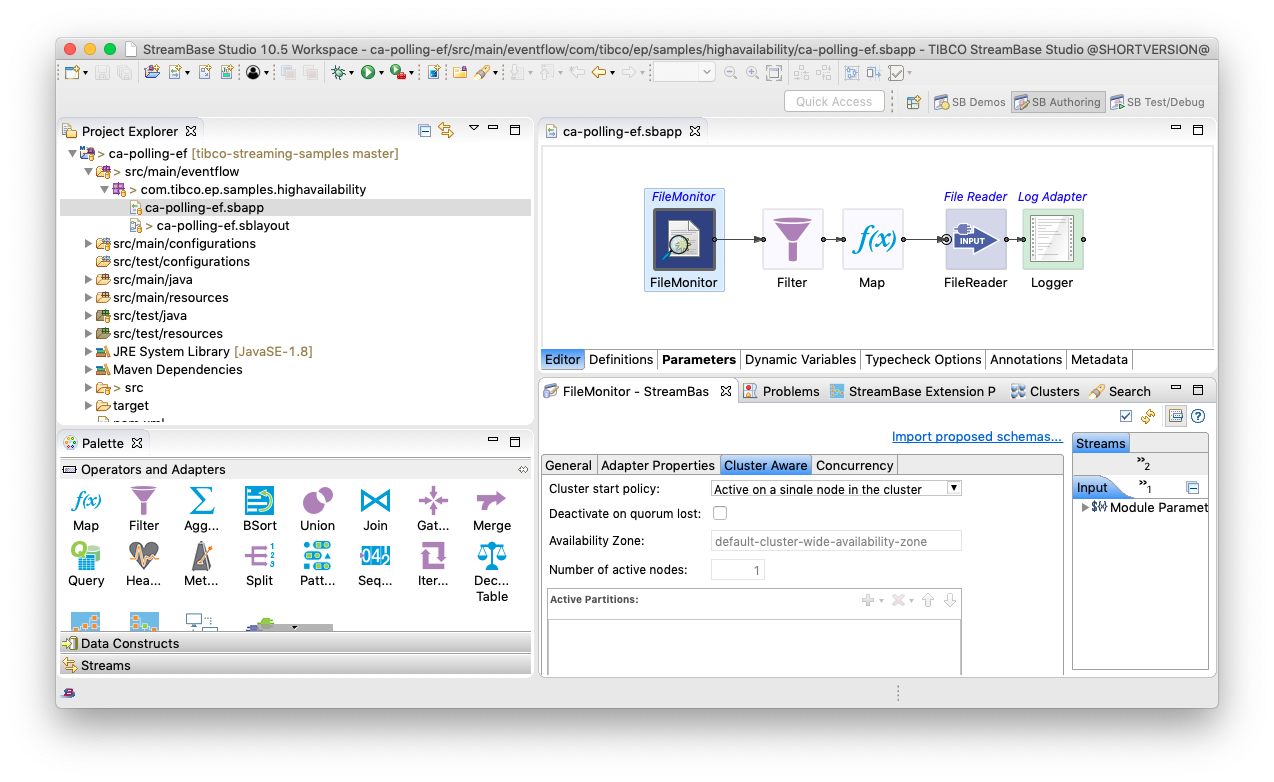 StreamBase Studio 10.5 Workspace - ca-polling-ef/src/main/eventflow/com/tibco/ep/samples/highavailability/ca-polling-ef.sbapp - TIBCO StreamBase Studio @SHORTVERSION@
Quick Access
SB Demos
SB Authoring
SB Test/Debug
Project Explorer
> ca-polling-ef [tibco-streaming-samples master]
> src/main/eventflow
> com.tibco.ep.samples.highavailability
ca-polling-ef.sbapp
> ca-polling-ef.sblayout
src/main/configurations
src/test/configurations
src/main/java
src/main/resources
src/test/java
src/test/resources
JRE System Library [JavaSE-1.8]
Maven Dependencies
> src
target
Palette
Operators and Adapters
Map
Filter
Agg...
BSort
Union
Join
Gat...
Merge
Query
Hea...
Met...
Split
Patt...
Seq...
Iter...
Dec...
Table
Data Constructs
Streams
ca-polling-ef.sbapp
FileMonitor
File Reader
Log Adapter
f(x)
INPUT
FileMonitor
Filter
Map
FileReader
Logger
Editor
Definitions
Parameters
Dynamic Variables
Typecheck Options
Annotations
Metadata
FileMonitor - StreamBas
Problems
StreamBase Extension P
Clusters
Search
Import proposed schemas...
General
Adapter Properties
Cluster Aware
Concurrency
Cluster start policy:
Active on a single node in the cluster
Deactivate on quorum lost:
Availability Zone:
default-cluster-wide-availability-zone
Number of active nodes:
1
Active Partitions:
Streams
»2
Input
»1
Module Paramet